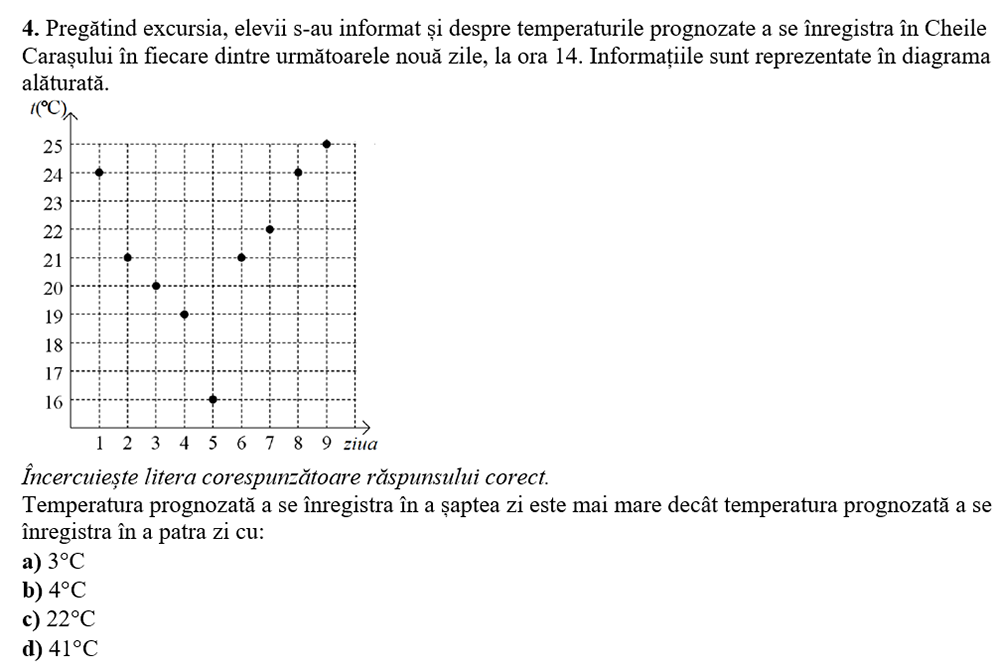 4. Pregătind excursia, elevii s-au informat și despre temperaturile prognozate a se înregistra în Cheile
Carașului în fiecare dintre următoarele nouă zile, la ora 14. Informațiile sunt reprezentate în diagrama
alăturată.
t(°C)
25
24
23
22
21
20
19
18
17
16
1 2 3 4 5 6 7 8 9 ziua
Încercuiește litera corespunzătoare răspunsului corect.
Temperatura prognozată a se înregistra în a șaptea zi este mai mare decât temperatura prognozată a se
înregistra în a patra zi cu:
a) 3°C
b) 4°C
c) 22°C
d) 41°C